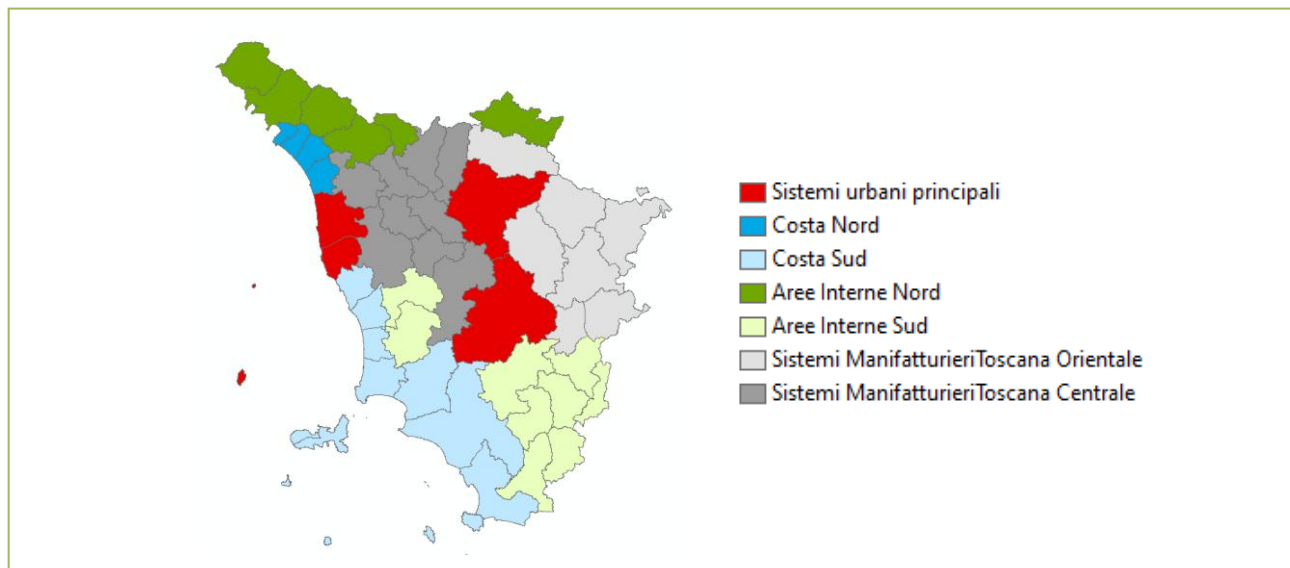 Sistemi urbani principali
Costa Nord
Costa Sud
Aree Interne Nord
Aree Interne Sud
Sistemi ManifatturieriToscana Orientale
Sistemi ManifatturieriToscana Centrale